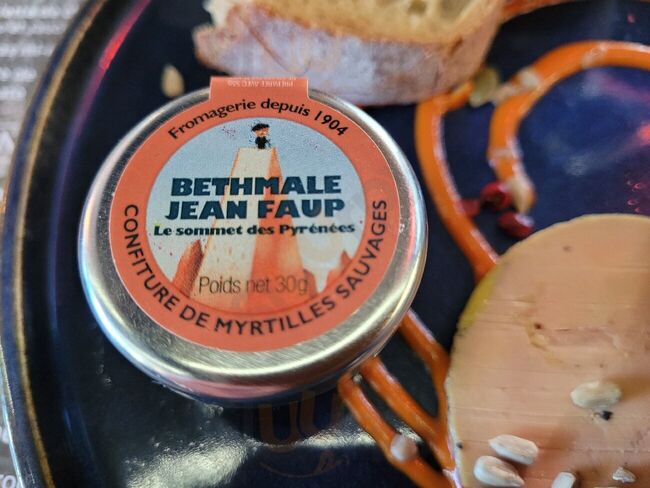 Fromagerie depuis 1904
BETHMALE
JEAN FAUP
Le sommet des Pyrénées
Poids net 30g
CONFITURE DE MYRTILLES SAUVAGES